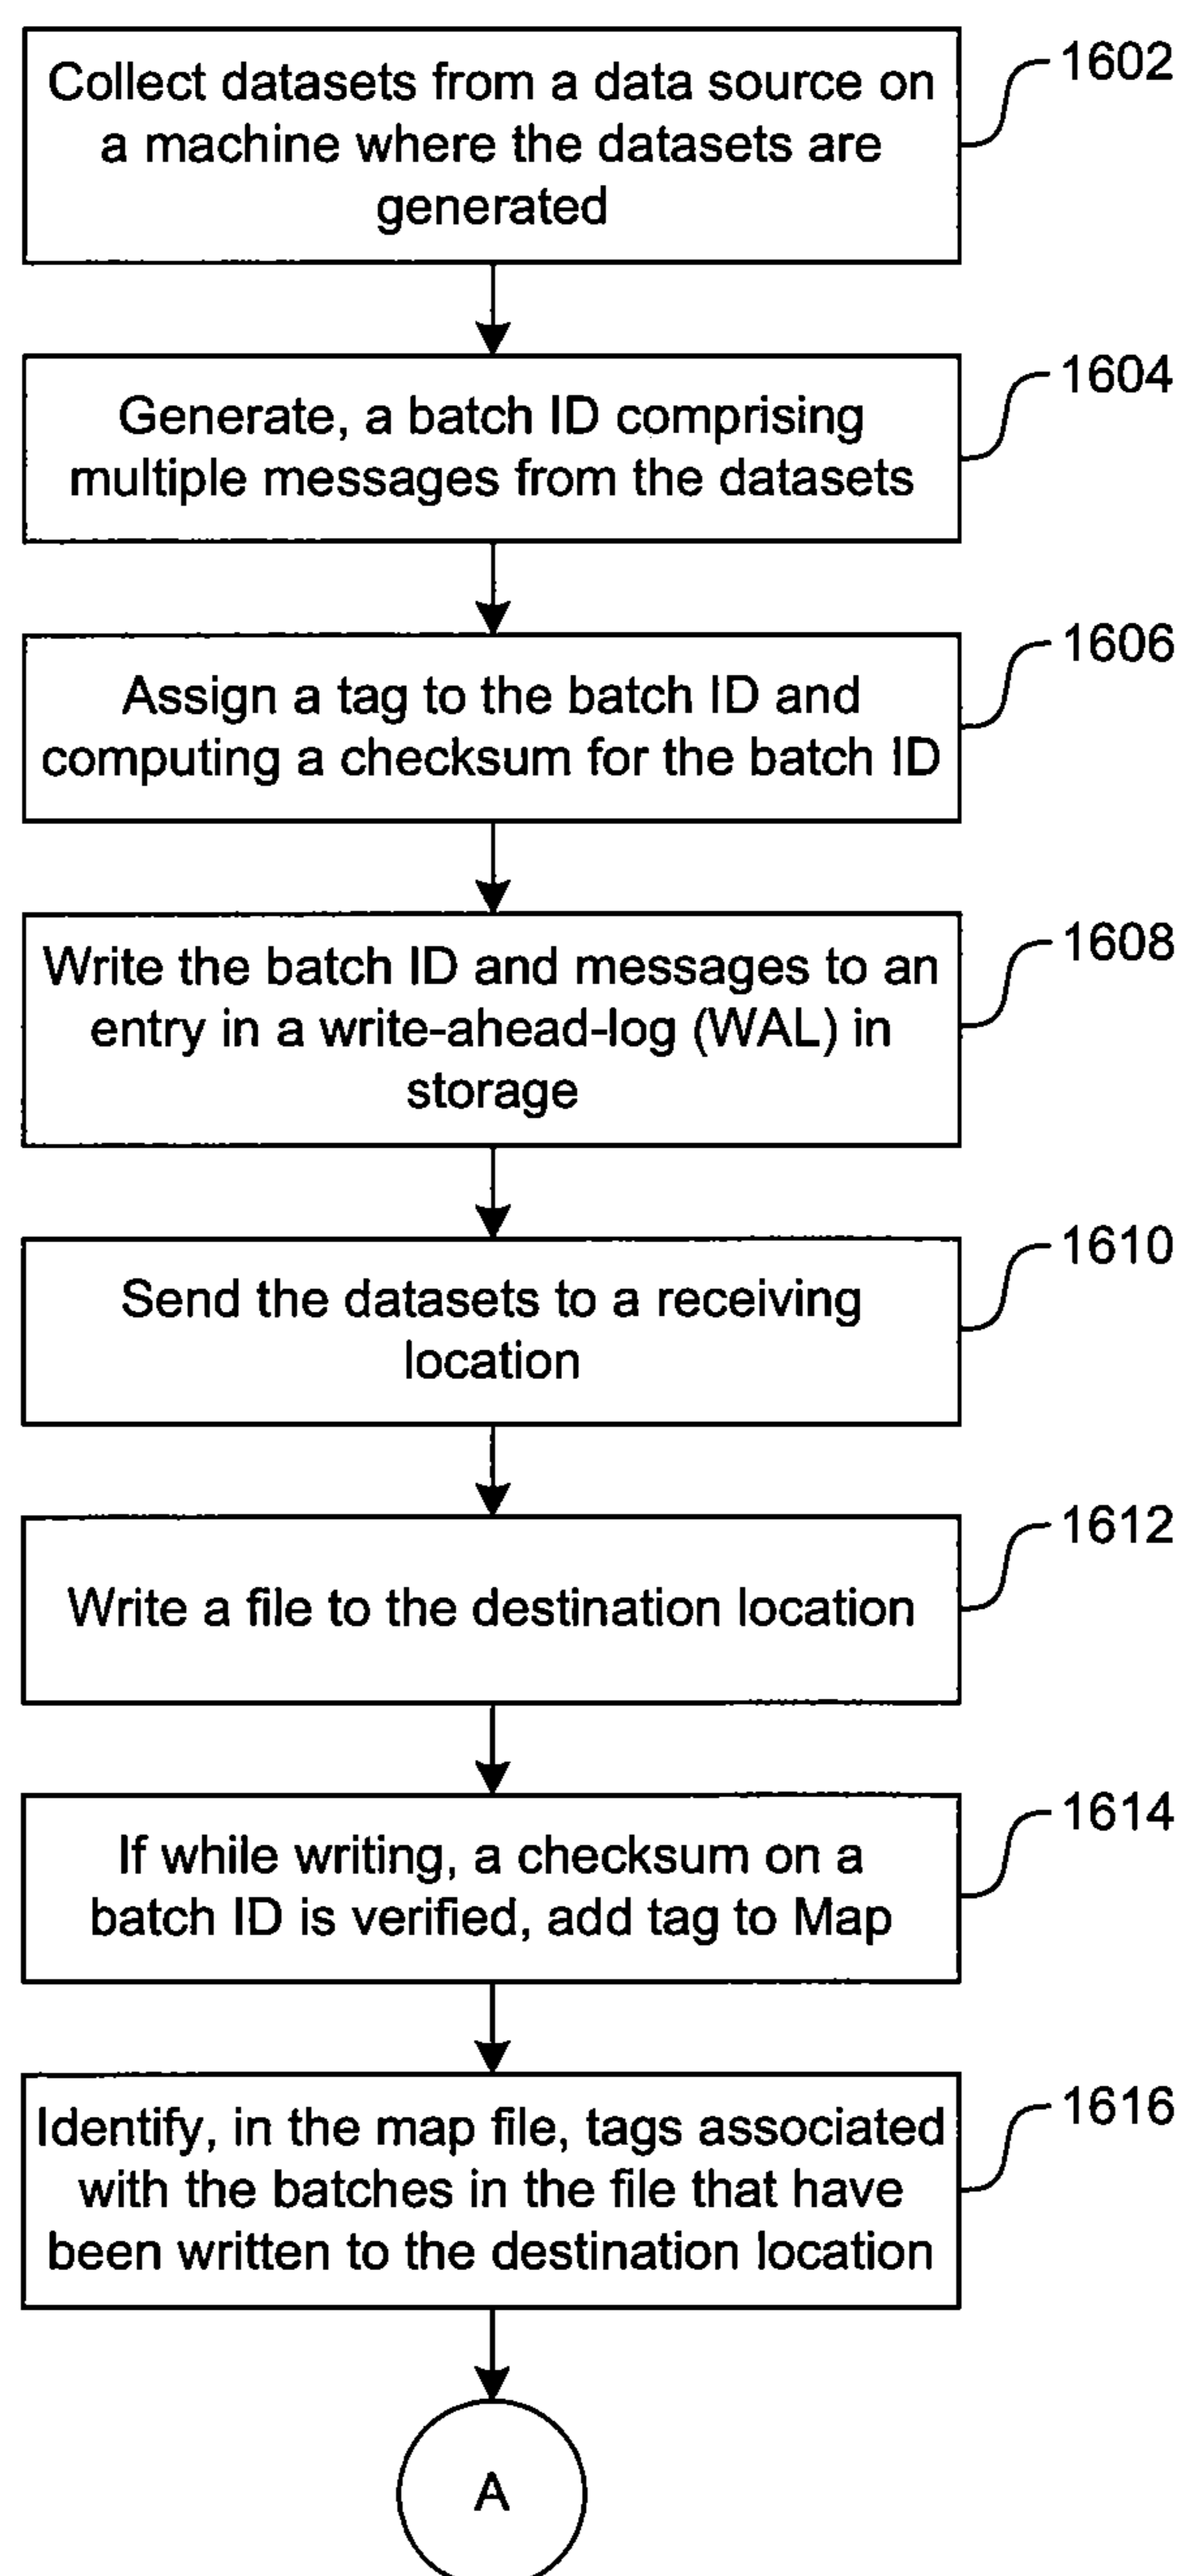 Collect datasets from a data source on
a machine where the datasets are
generated
1602
Generate, a batch ID comprising
multiple messages from the datasets
1604
Assign a tag to the batch ID and
computing a checksum for the batch ID
1606
Write the batch ID and messages to an
entry in a write-ahead-log (WAL) in
storage
1608
Send the datasets to a receiving
location
1610
Write a file to the destination location
1612
If while writing, a checksum on a
batch ID is verified, add tag to Map
1614
Identify, in the map file, tags associated
with the batches in the file that have
been written to the destination location
1616
A